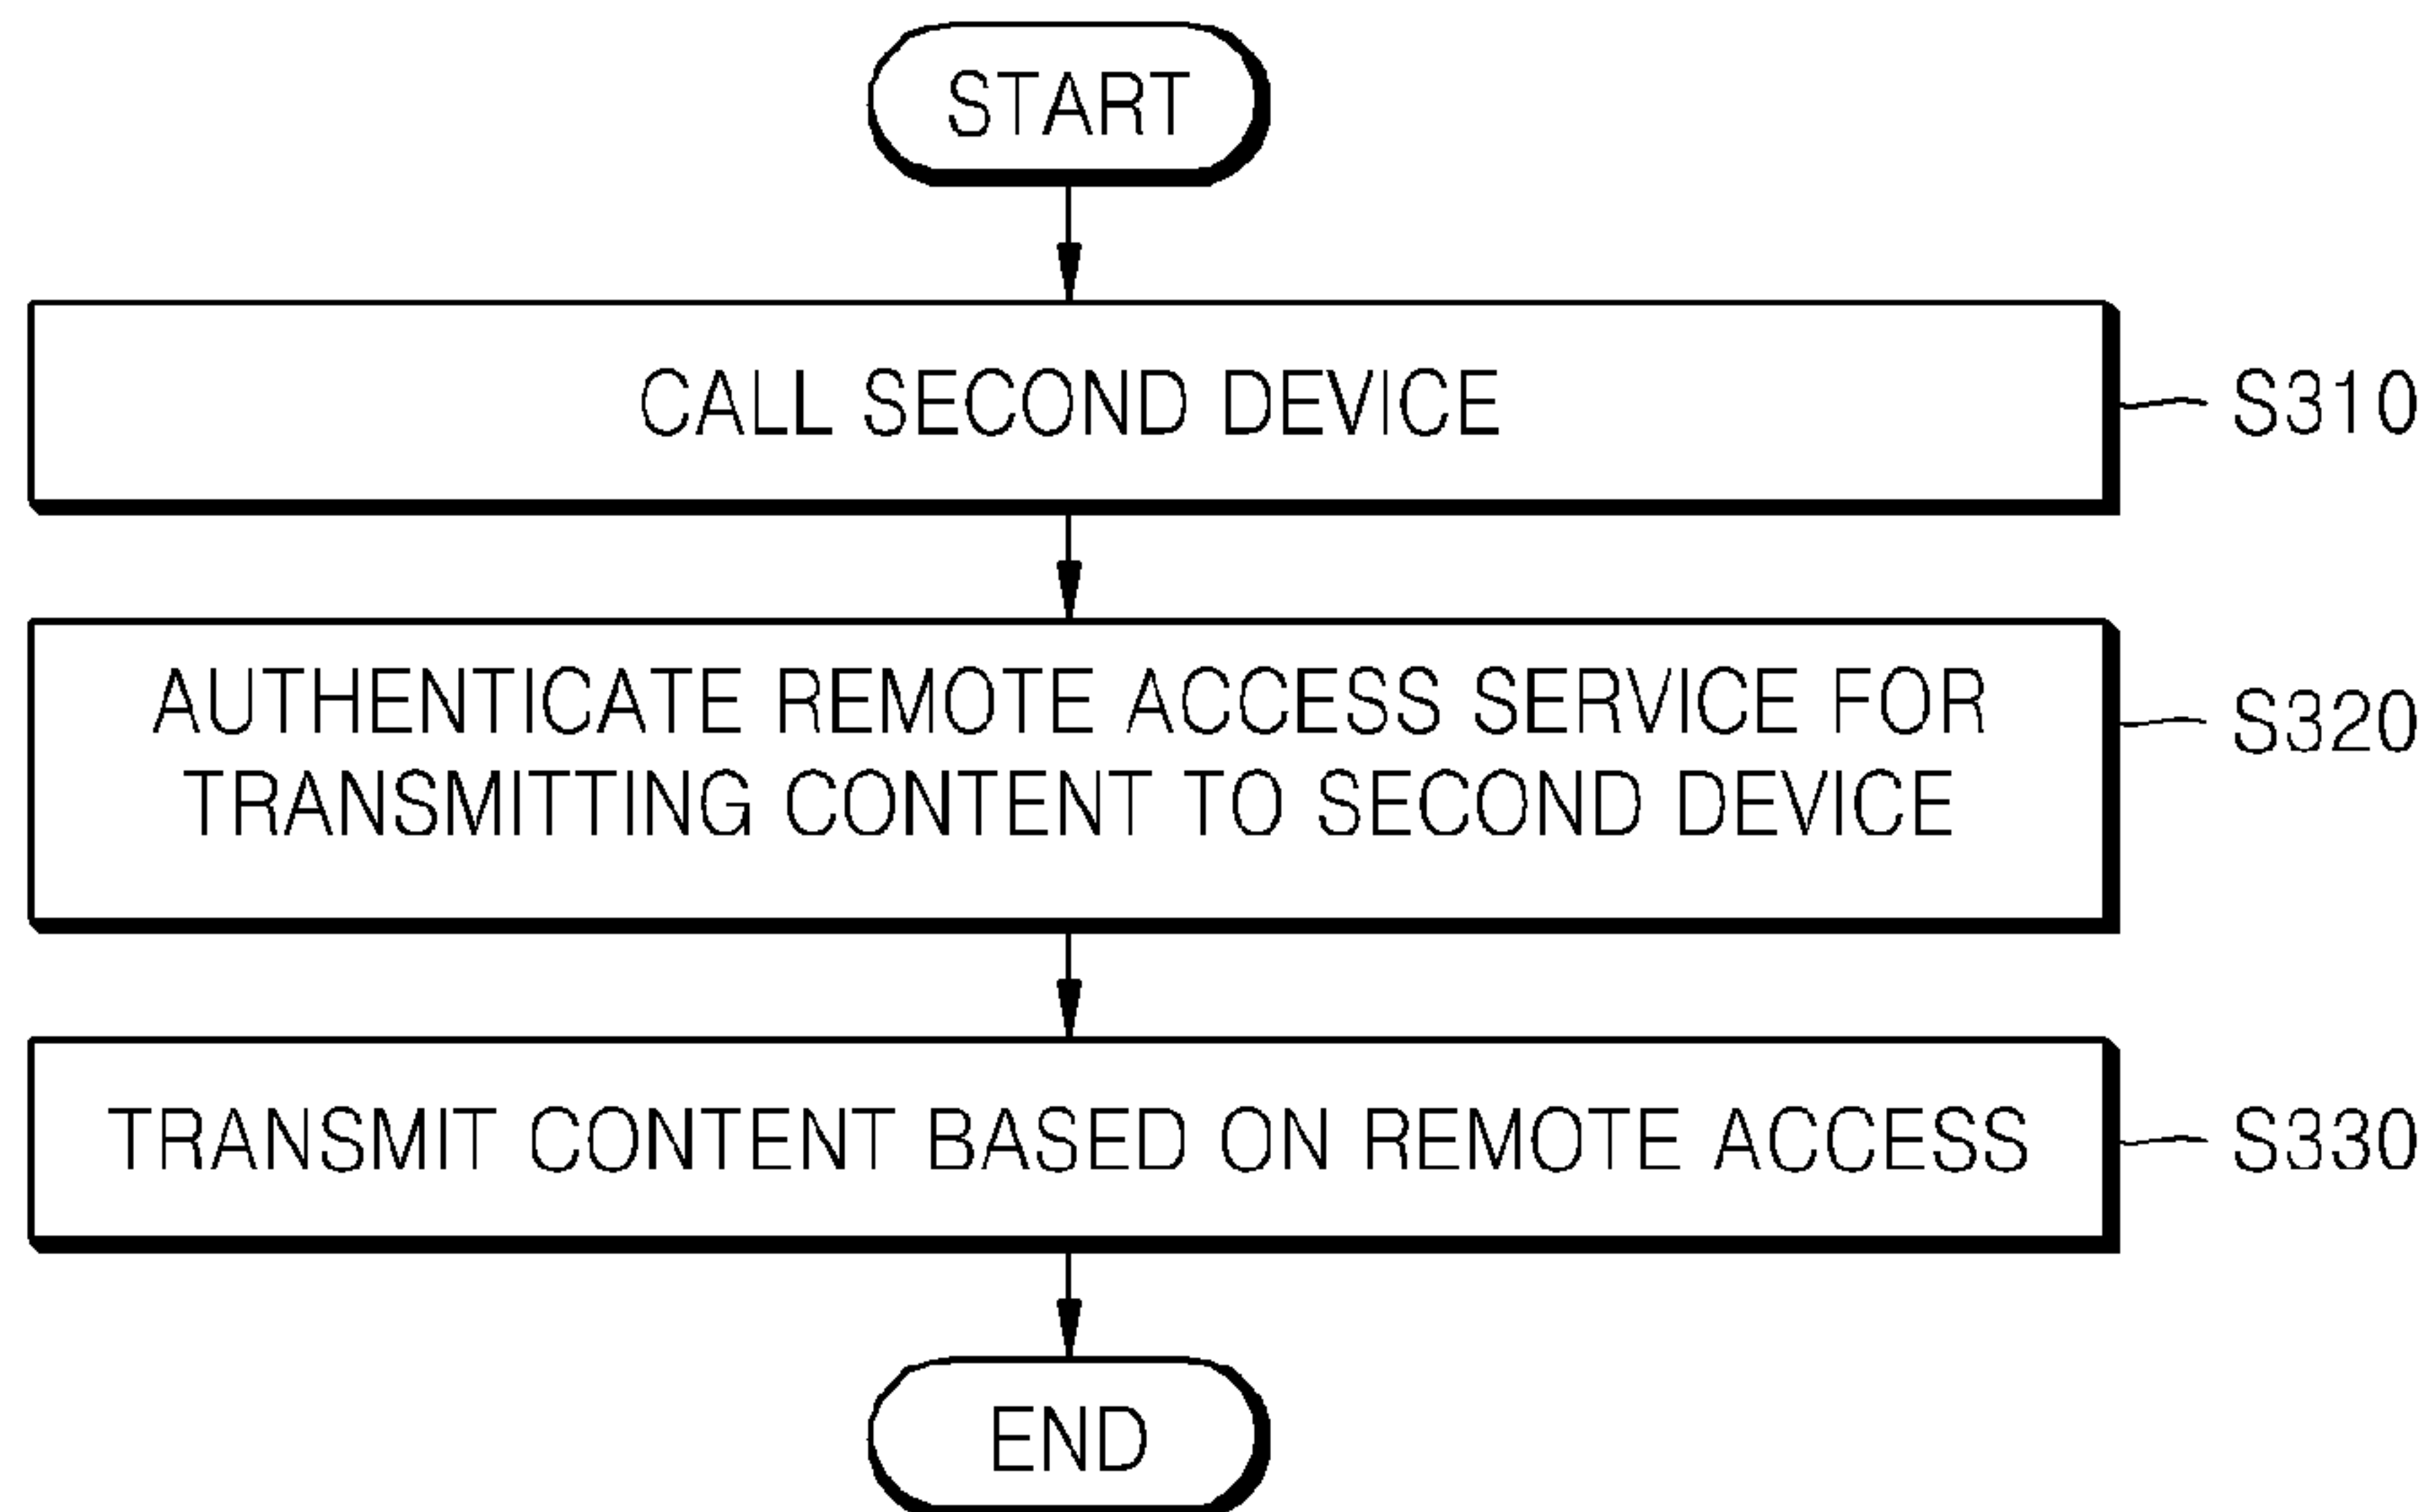 START
CALL SECOND DEVICE
S310
AUTHENTICATE REMOTE ACCESS SERVICE FOR
TRANSMITTING CONTENT TO SECOND DEVICE
S320
TRANSMIT CONTENT BASED ON REMOTE ACCESS
S330
END